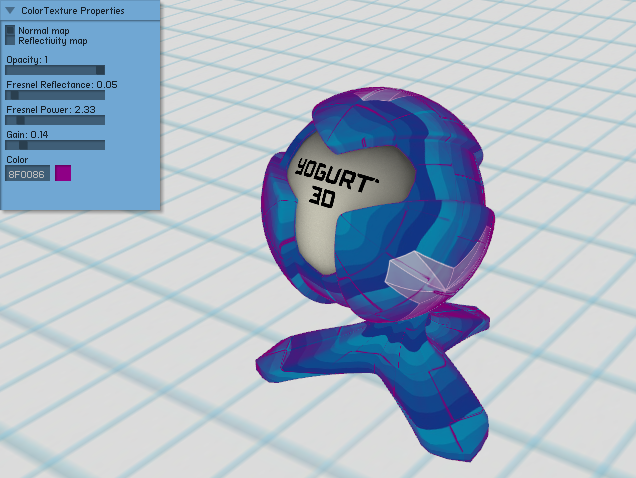 ColorTexture Properties
Normal map
Reflectivity map
Opacity: 1
Fresnel Reflectance: 0.05
Fresnel Power: 2.33
Gain: 0.14
Color
8F0086
YOGURT
3D